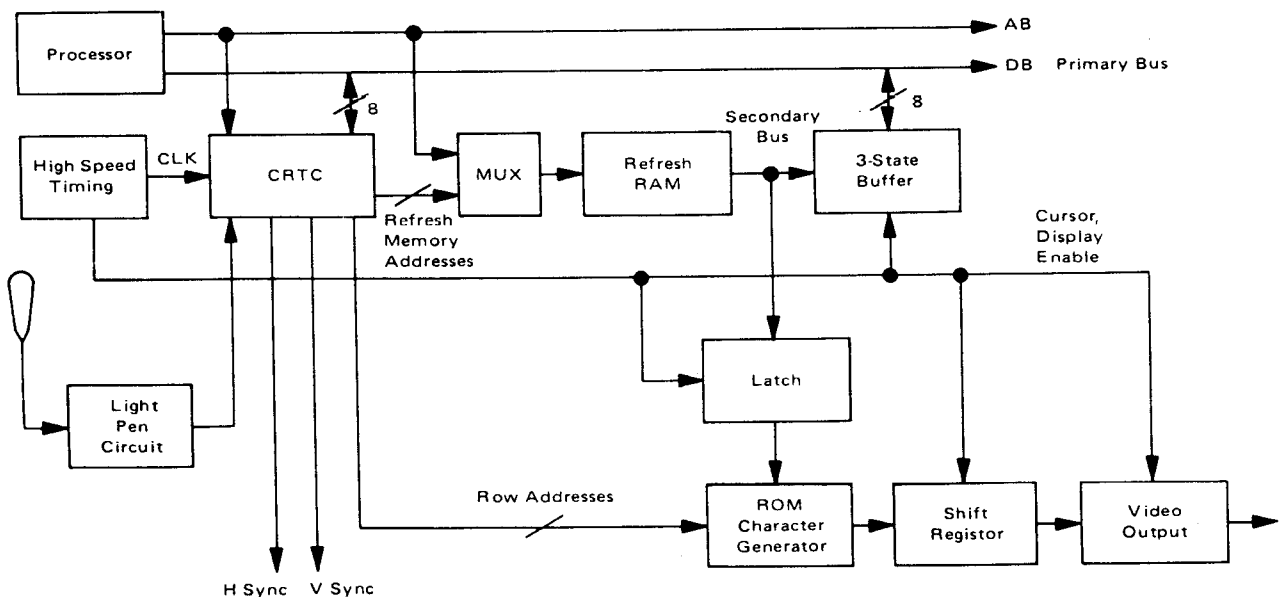 AB
Processor
DB Primary Bus
8
8
Secondary
Bus
High Speed
Timing
CLK
CRTC
MUX
Refresh
RAM
3-State
Buffer
Refresh
Memory
Addresses
Cursor,
Display
Enable
Latch
Light
Pen
Circuit
Row Addresses
ROM
Character
Generator
Shift
Registor
Video
Output
H Sync V Sync